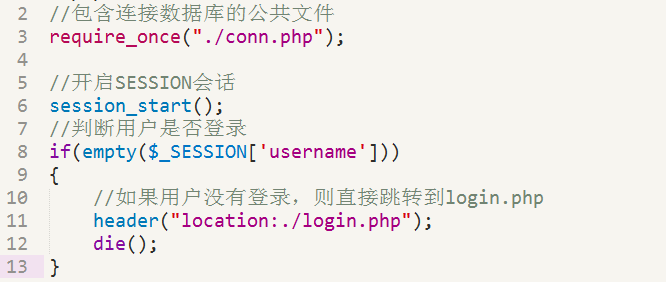 2 //包含连接数据库的公共文件
3 require_once("./conn.php");
4
5 //开启SESSION会话
6 session_start();
7 //判断用户是否登录
8 if(empty($_SESSION['username']))
9 {
10     //如果用户没有登录，则直接跳转到login.php
11     header("location:./login.php");
12     die();
13 }